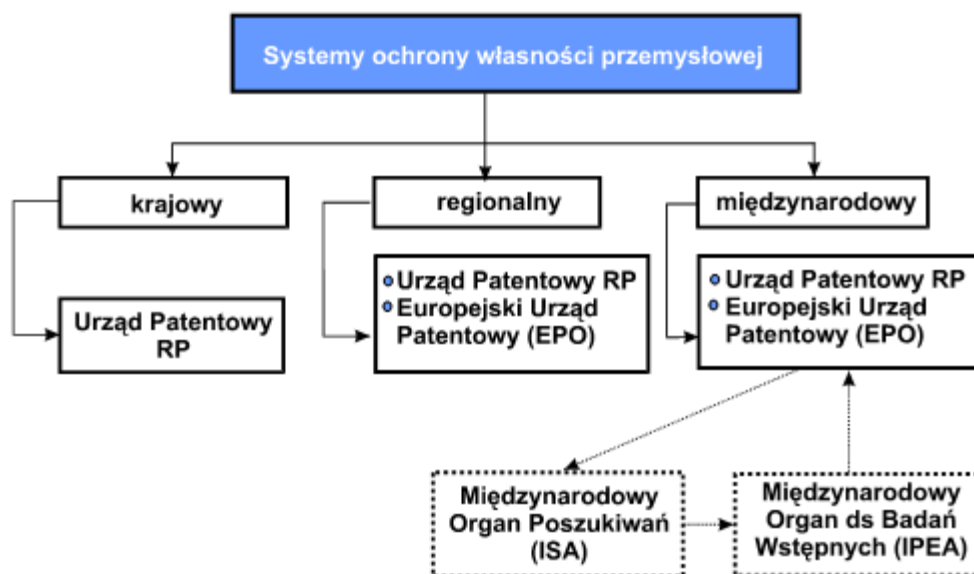 Systemy ochrony własności przemysłowej
krajowy
regionalny
międzynarodowy
Urząd Patentowy
RP
Urząd Patentowy RP
Europejski Urząd
Patentowy (EPO)
Urząd Patentowy RP
Europejski Urząd
Patentowy (EPO)
Międzynarodowy
Organ Poszukiwań
(ISA)
Międzynarodowy
Organ ds Badań
Wstępnych (IPEA)